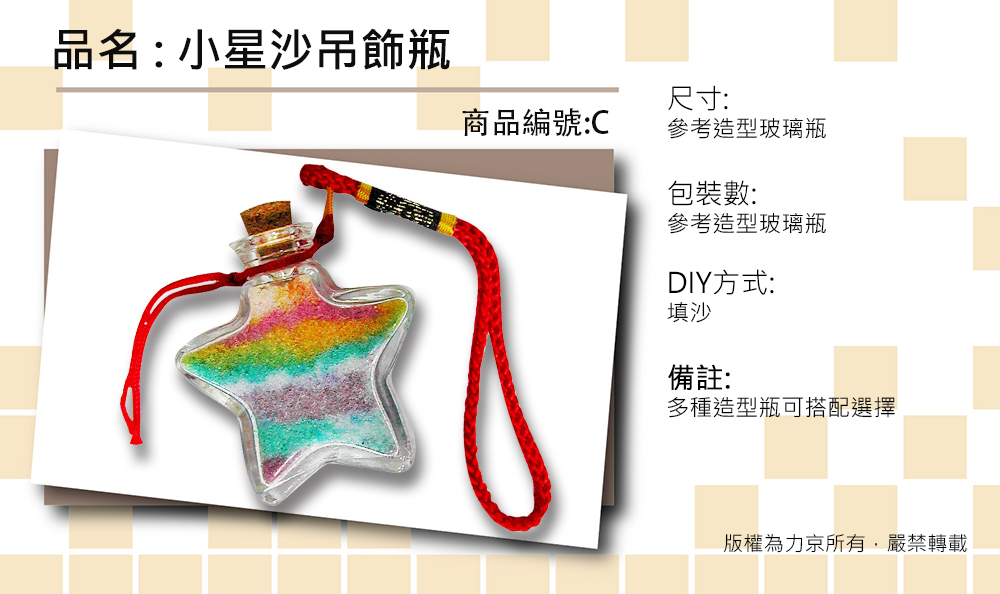 品名 : 小星沙吊飾瓶
商品編號:C
尺寸:
參考造型玻璃瓶
包裝數:
參考造型玻璃瓶
DIY方式:
填沙
備註:
多種造型瓶可搭配選擇
版權為力京所有．嚴禁轉載